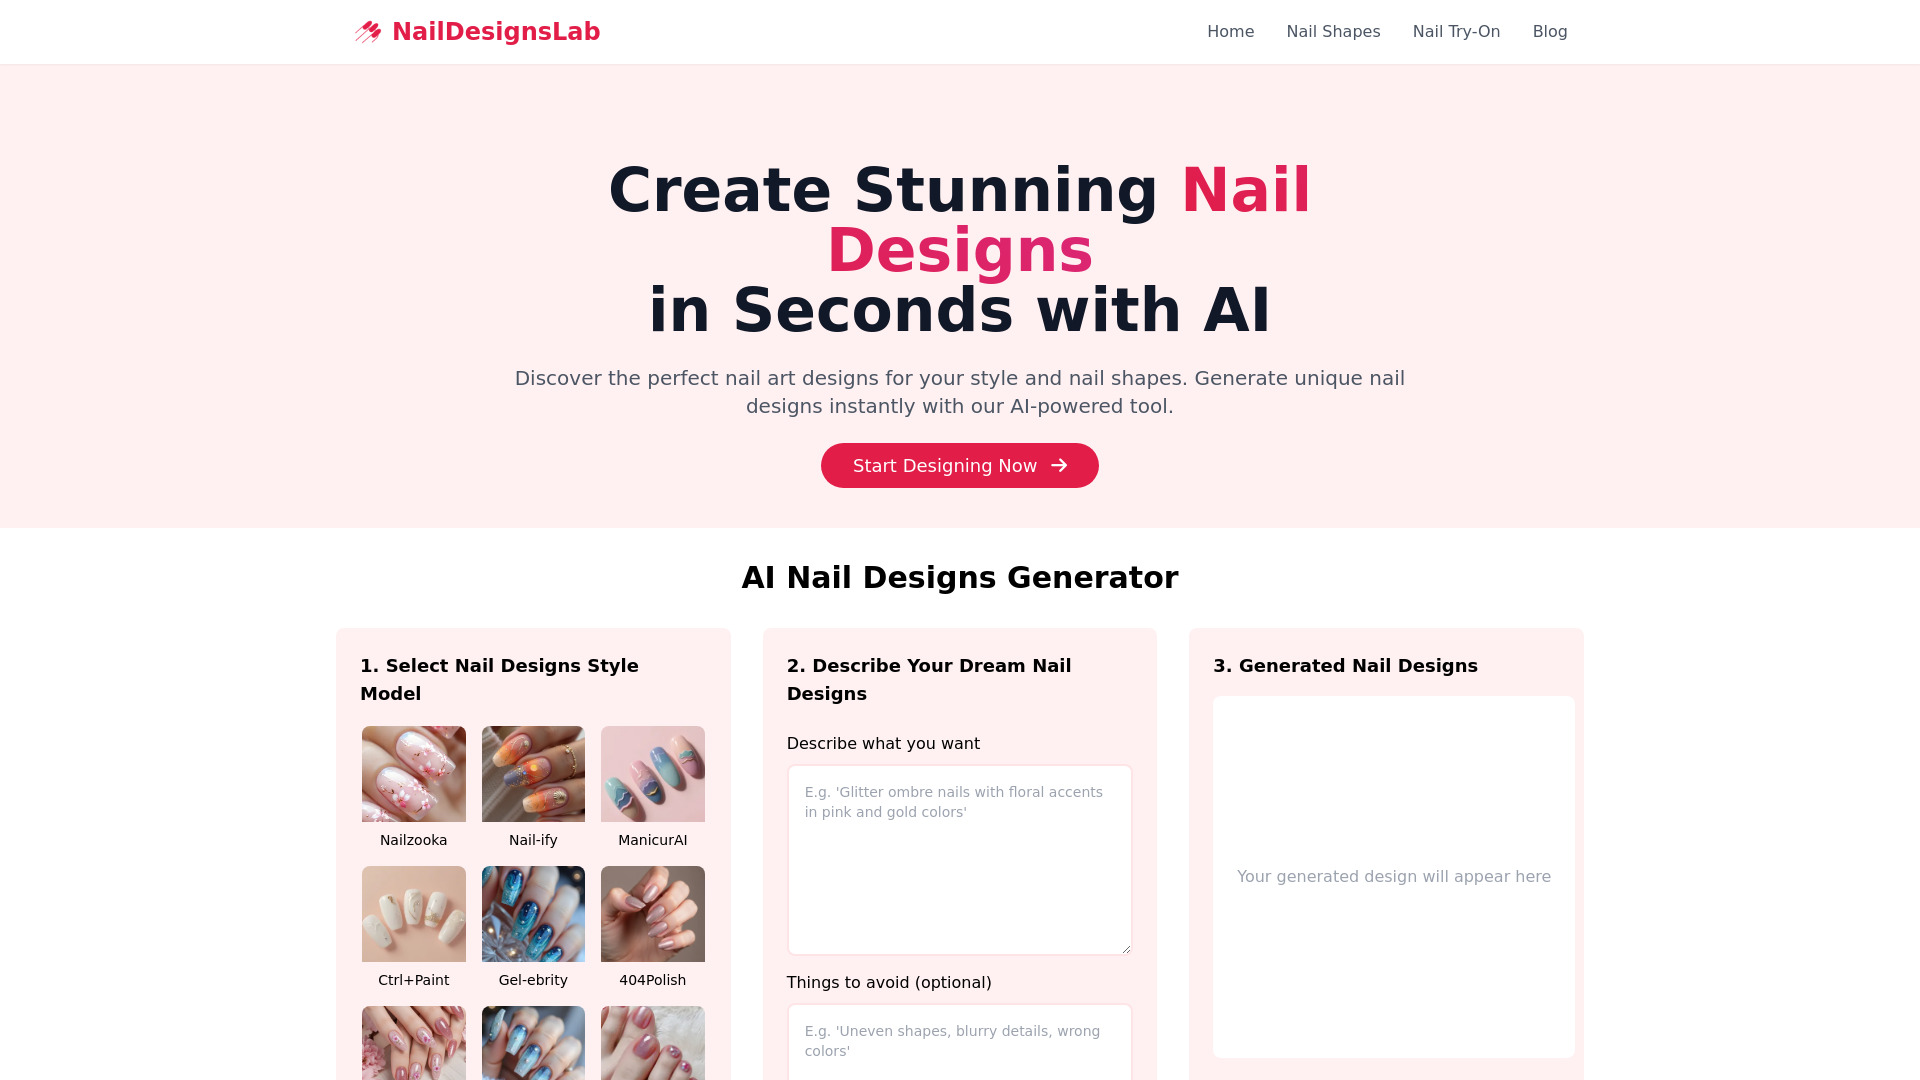 NailDesignsLab
Home
Nail Shapes
Nail Try-On
Blog
Create Stunning Nail
Designs
in Seconds with AI
Discover the perfect nail art designs for your style and nail shapes. Generate unique nail
designs instantly with our AI-powered tool.
Start Designing Now
AI Nail Designs Generator
1. Select Nail Designs Style
Model
Nailzooka
Nail-ify
ManicurAI
Ctrl+Paint
Gel-ebrity
404Polish
2. Describe Your Dream Nail
Designs
Describe what you want
E.g. 'Glitter ombre nails with floral accents
in pink and gold colors'
Things to avoid (optional)
E.g. 'Uneven shapes, blurry details, wrong
colors'
3. Generated Nail Designs
Your generated design will appear here